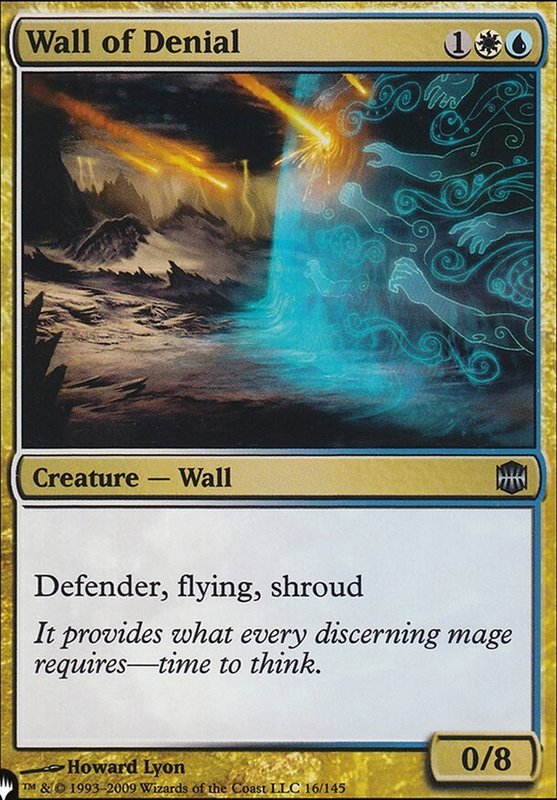 Wall of Denial 1
Creature — Wall
Defender, flying, shroud
It provides what every discerning mage
requires—time to think.
0/8
Howard Lyon
™ & © 1993–2009 Wizards of the Coast LLC 16/145